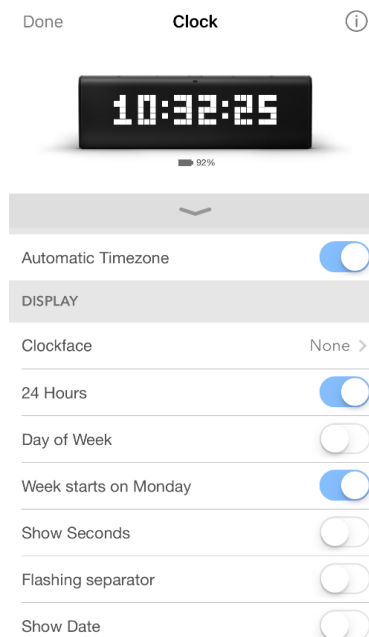 Done Clock i
10:32:25
92%
Automatic Timezone
DISPLAY
Clockface None >
24 Hours
Day of Week
Week starts on Monday
Show Seconds
Flashing separator
Show Date